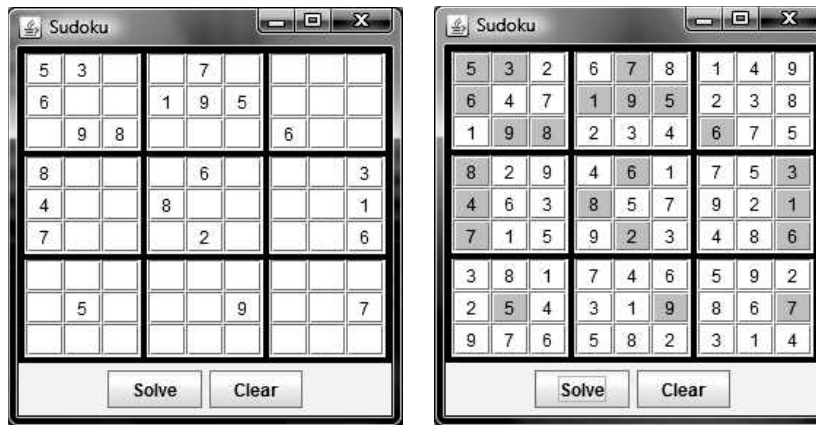 Sudoku
5 3 7
6 1 9 5
9 8 6
8 6 3
4 8 1
7 2 6
5 9 7
Solve Clear
Sudoku
5 3 2 6 7 8 1 4 9
6 4 7 1 9 5 2 3 8
1 9 8 2 3 4 6 7 5
8 2 9 4 6 1 7 5 3
4 6 3 8 5 7 9 2 1
7 1 5 9 2 3 4 8 6
3 8 1 7 4 6 5 9 2
2 5 4 3 1 9 8 6 7
9 7 6 5 8 2 3 1 4
Solve Clear